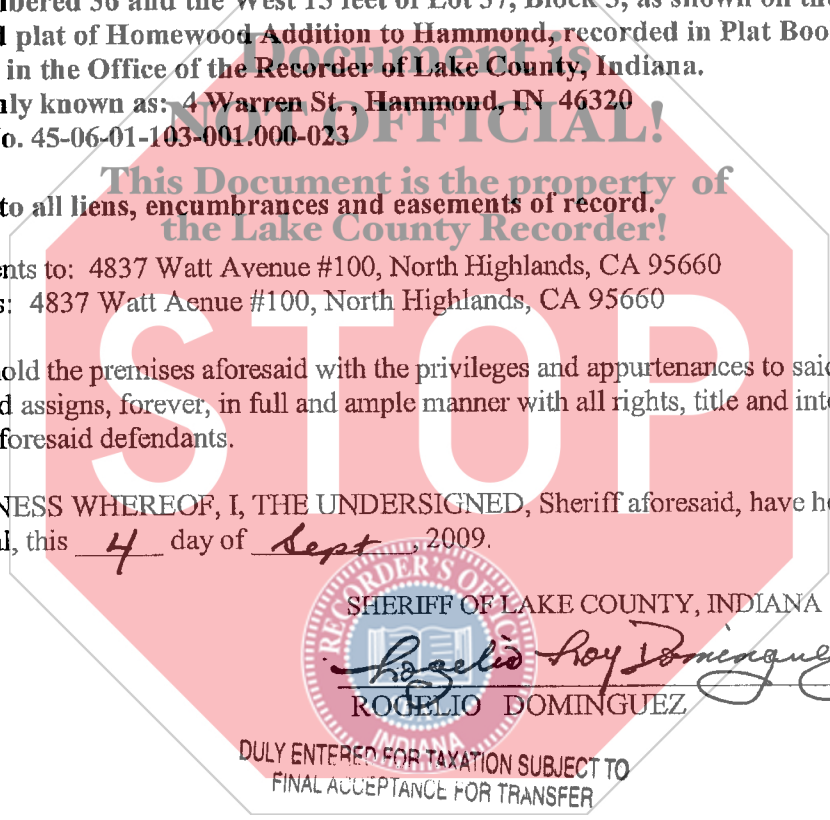 bered 36 and the West 15 feet of Lot 37, Block 3, as shown on the
l plat of Homewood Addition to Hammond, recorded in Plat Boo
in the Office of the Recorder of Lake County, Indiana.
Document is
nly known as: 4 Warren St. , Hammond, IN 46320
NOT OFFICIAL!
o. 45-06-01-103-001.000-023
This Document is the property of
to all liens, encumbrances and easements of record.
the Lake County Recorder!
ents to: 4837 Watt Avenue #100, North Highlands, CA 95660
s: 4837 Watt Aenue #100, North Highlands, CA 95660
STOP
old the premises aforesaid with the privileges and appurtenances to said
d assigns, forever, in full and ample manner with all rights, title and inte
foresaid defendants.
NESS WHEREOF, I, THE UNDERSIGNED, Sheriff aforesaid, have he
l, this 4 day of Sept, 2009.
RECORDER'S OFFICE
SHERIFF OF LAKE COUNTY, INDIANA
Rogelio Roy Dominguez
ROGELIO DOMINGUEZ
INDIANA
DULY ENTERED FOR TAXATION SUBJECT TO
FINAL ACCEPTANCE FOR TRANSFER